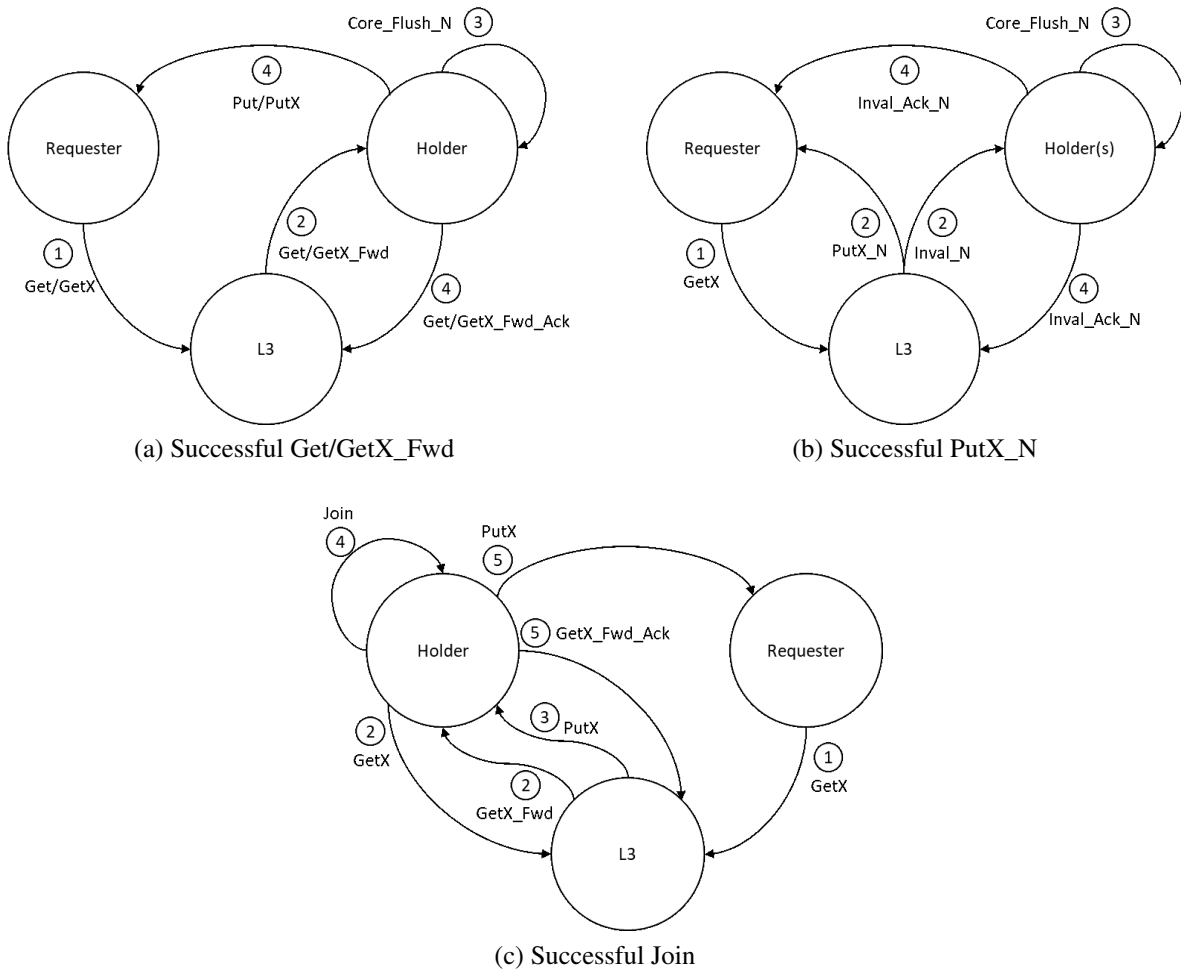 Core_Flush_N 3
4
Put/PutX
Requester
Holder
2
Get/GetX_Fwd
1
Get/GetX
4
Get/GetX_Fwd_Ack
L3
(a) Successful Get/GetX_Fwd
Core_Flush_N 3
4
Inval_Ack_N
Requester
Holder(s)
2
PutX_N
2
Inval_N
1
GetX
4
Inval_Ack_N
L3
(b) Successful PutX_N
Join
4
PutX
5
5 GetX_Fwd_Ack
Holder
Requester
3 PutX
2
GetX
2
GetX_Fwd
1
GetX
L3
(c) Successful Join